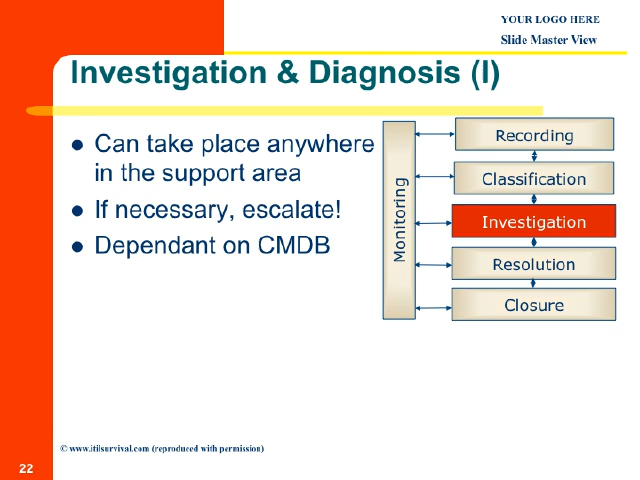 YOUR LOGO HERE
Slide Master View
Investigation & Diagnosis (I)
● Can take place anywhere
in the support area
● If necessary, escalate!
● Dependant on CMDB
Monitoring
Recording
Classification
Investigation
Resolution
Closure
© www.itilsurvival.com (reproduced with permission)
22